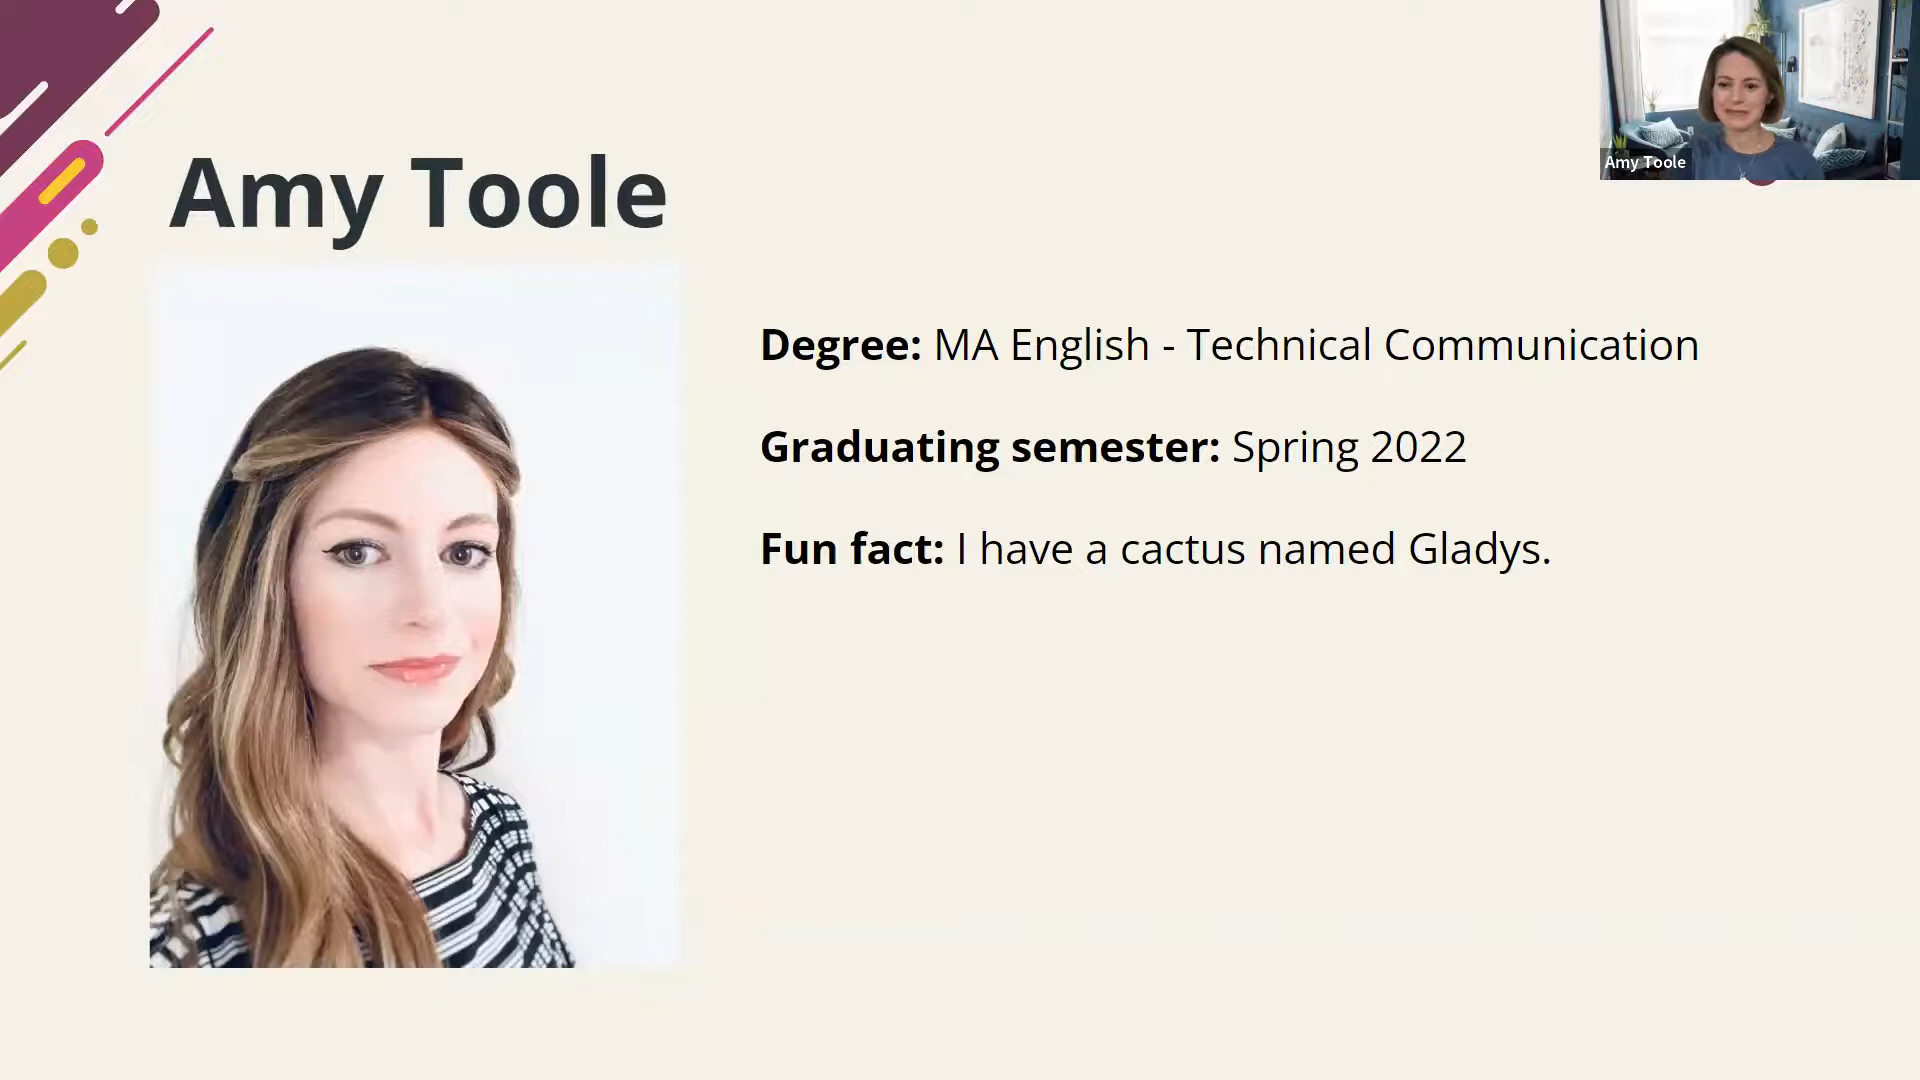 Amy Toole
Amy Toole
Degree: MA English - Technical Communication
Graduating semester: Spring 2022
Fun fact: I have a cactus named Gladys.